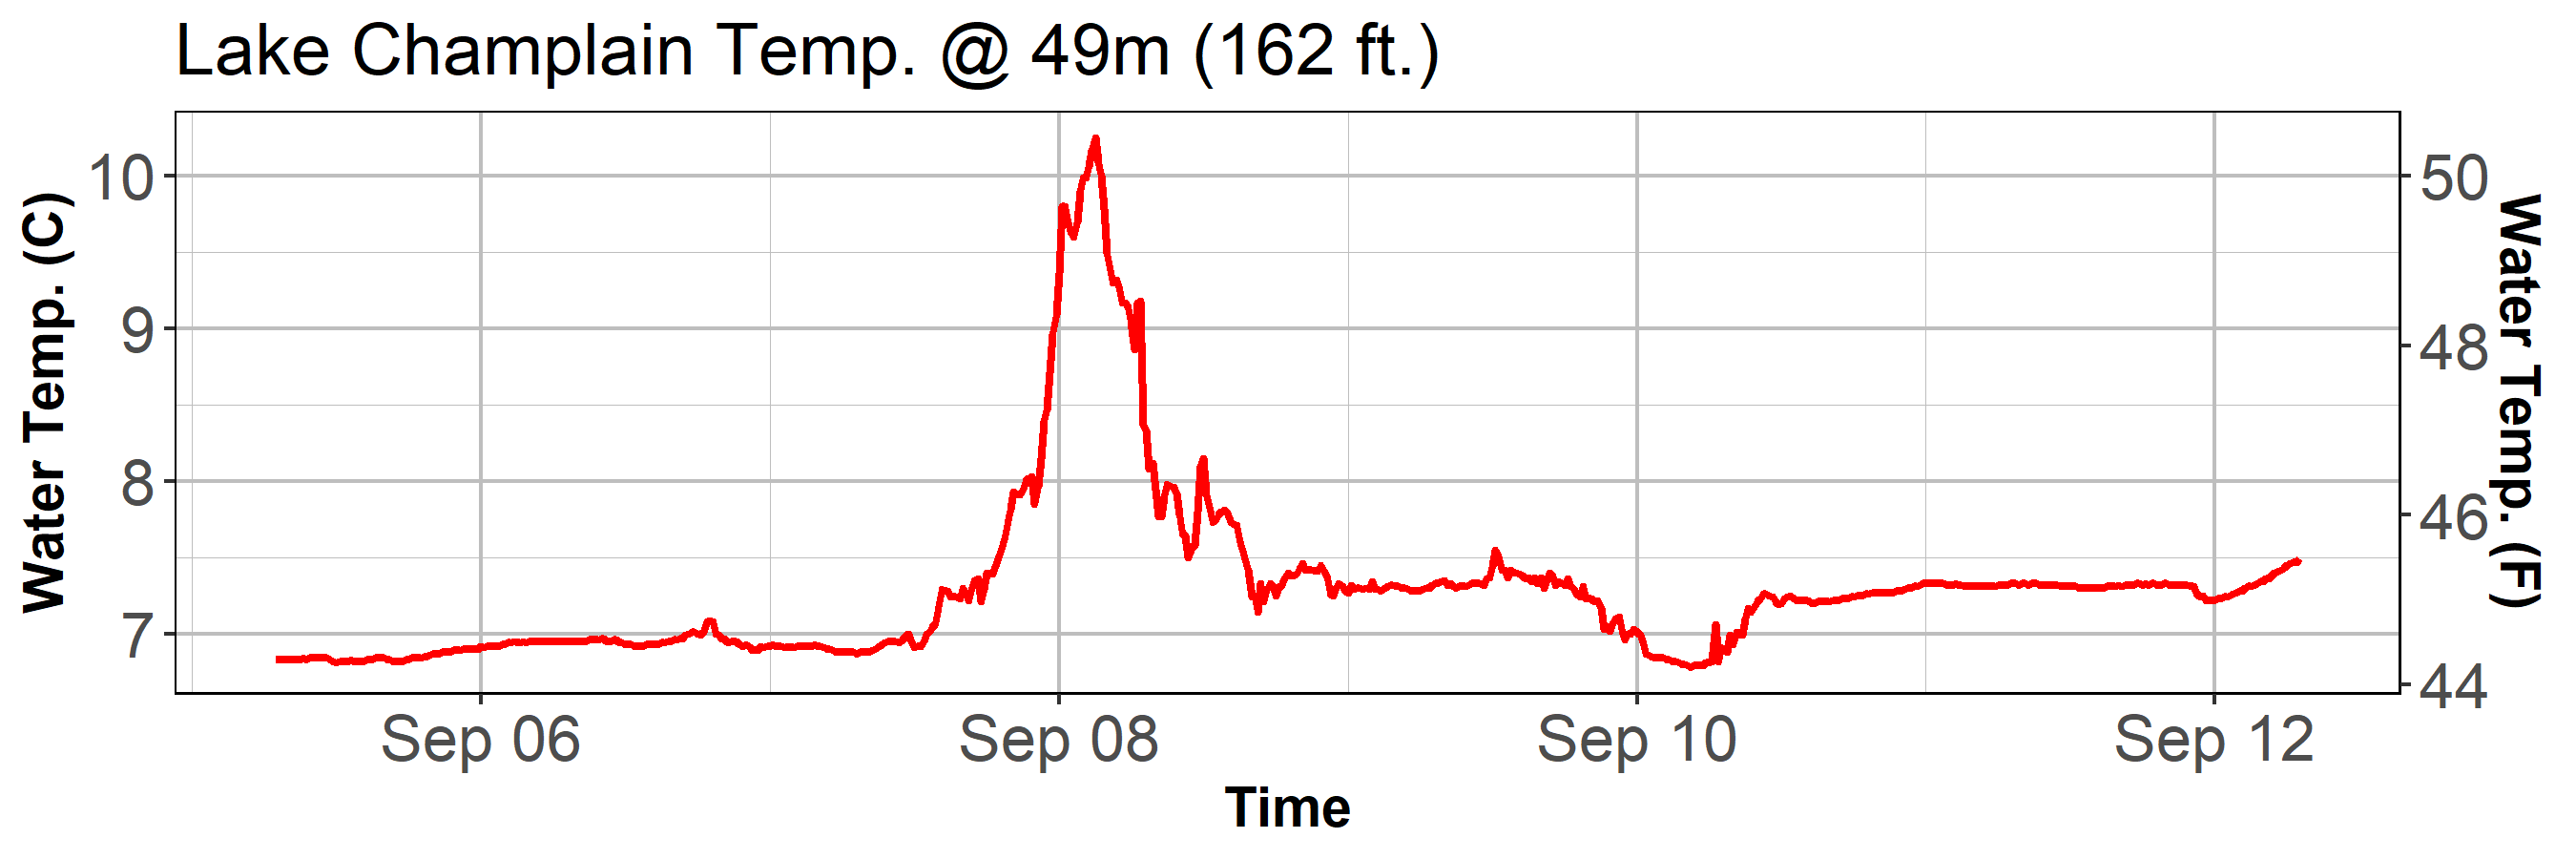 Lake Champlain Temp. @ 49m (162 ft.)
Water Temp. (C)
10
9
8
7
50
48
46
44
Water Temp. (F)
Sep 06
Sep 08
Sep 10
Sep 12
Time